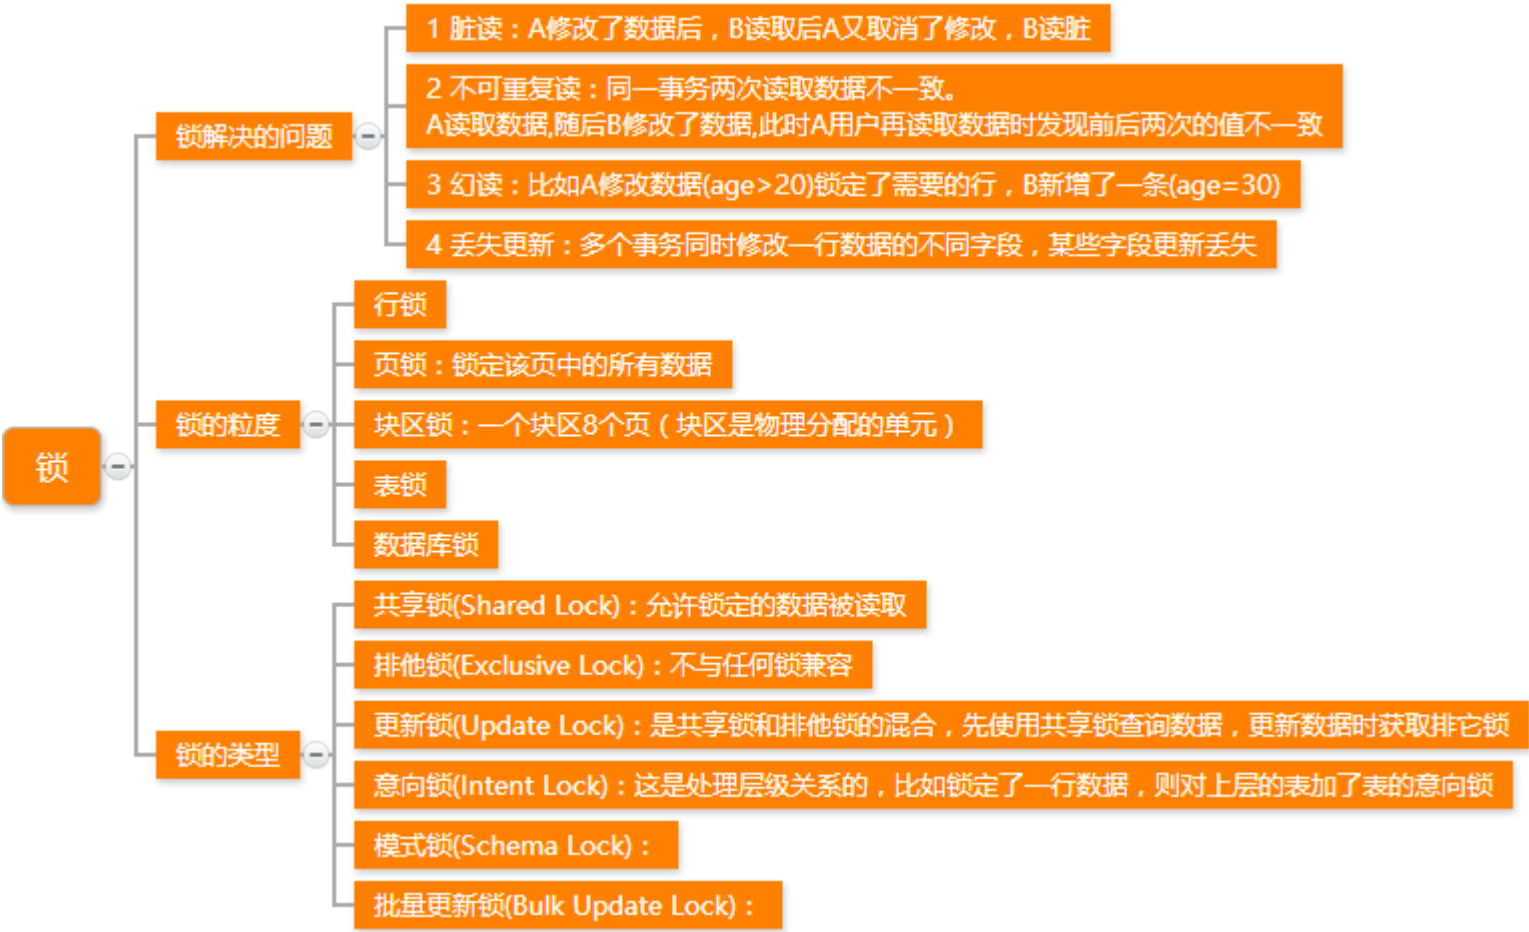 锁
锁解决的问题
1 脏读：A修改了数据后，B读取后A又取消了修改，B读脏
2 不可重复读：同一事务两次读取数据不一致。
A读取数据,随后B修改了数据,此时A用户再读取数据时发现前后两次的值不一致
3 幻读：比如A修改数据(age>20)锁定了需要的行，B新增了一条(age=30)
4 丢失更新：多个事务同时修改一行数据的不同字段，某些字段更新丢失
锁的粒度
行锁
页锁：锁定该页中的所有数据
块区锁：一个块区8个页（块区是物理分配的单元）
表锁
数据库锁
锁的类型
共享锁(Shared Lock)：允许锁定的数据被读取
排他锁(Exclusive Lock)：不与任何锁兼容
更新锁(Update Lock)：是共享锁和排他锁的混合，先使用共享锁查询数据，更新数据时获取排它锁
意向锁(Intent Lock)：这是处理层级关系的，比如锁定了一行数据，则对上层的表加了表的意向锁
模式锁(Schema Lock)：
批量更新锁(Bulk Update Lock)：